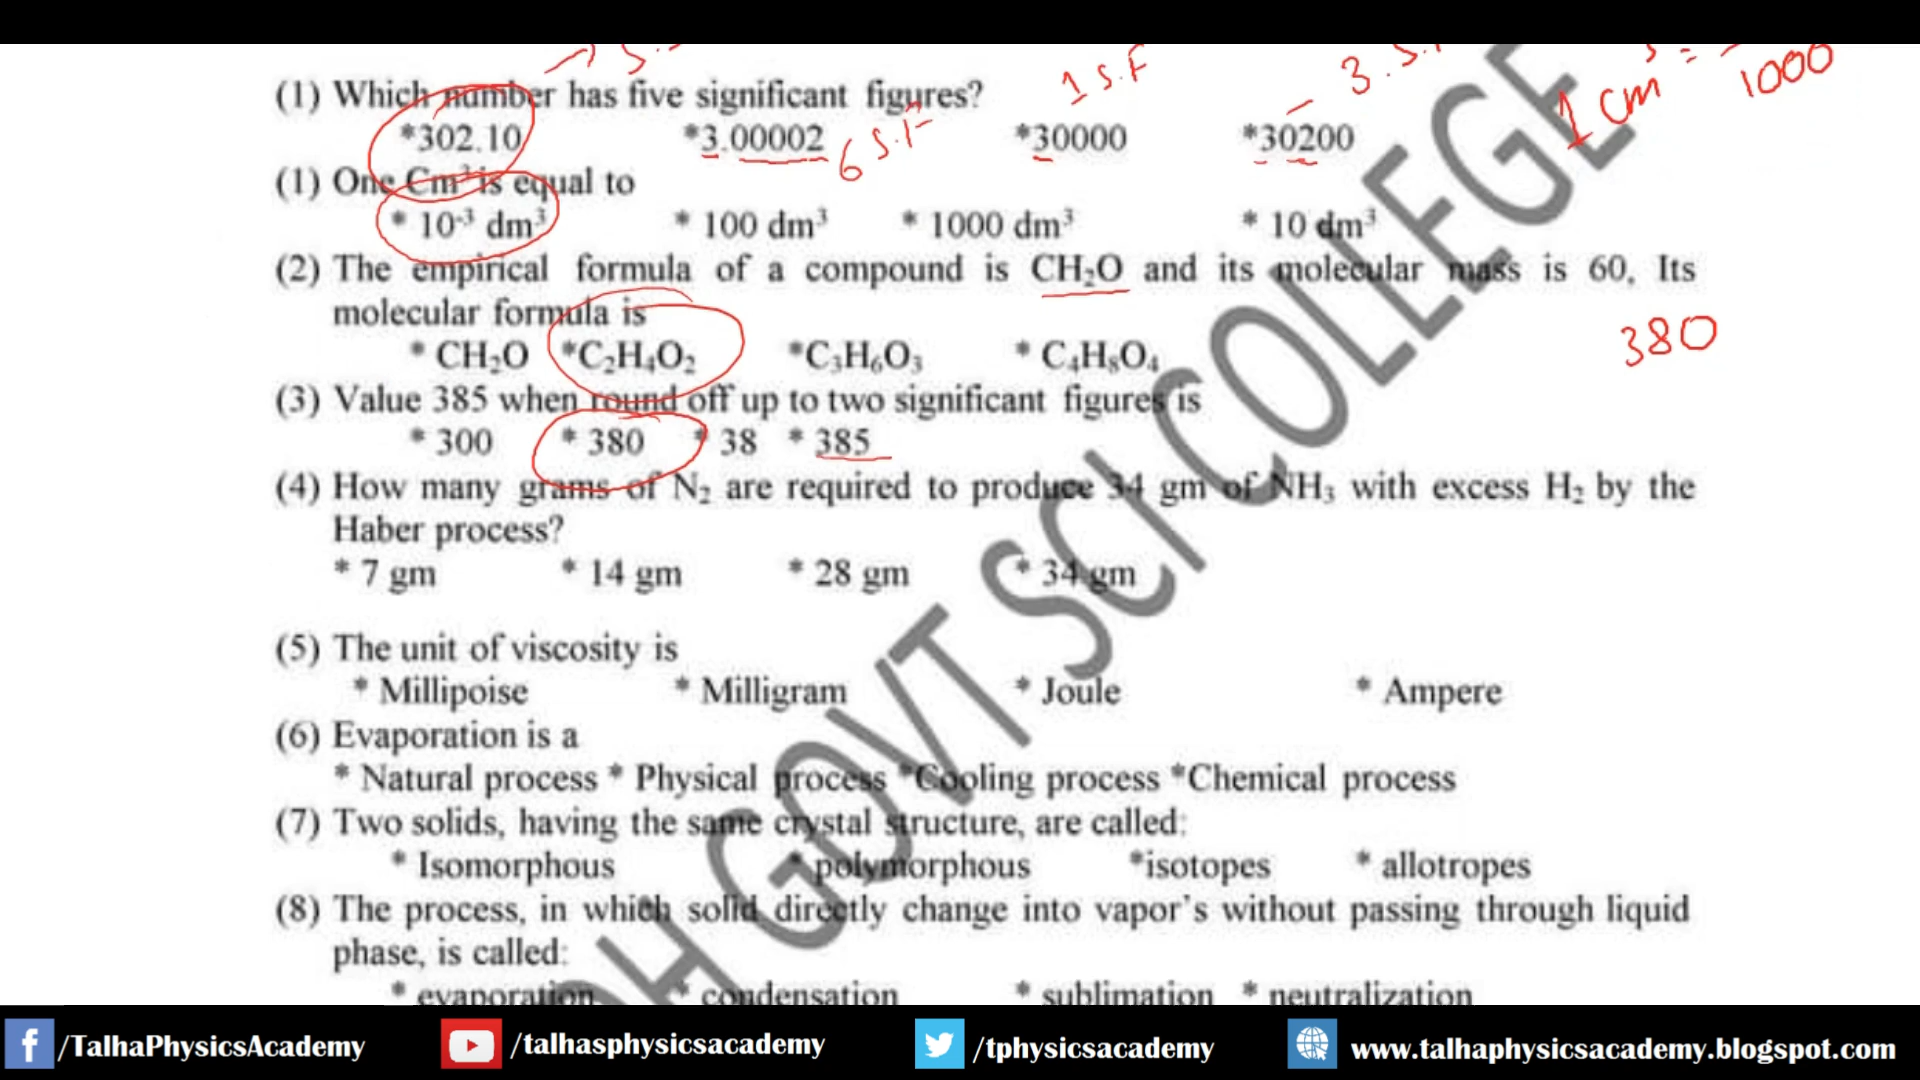 (1) Which number has five significant figures?
1 S.F
1000
*302.10 *3.00002 6 S.F *30000 *30200
1 cm
(1) One Cm³ is equal to
* 10⁻³ dm³ * 100 dm³ * 1000 dm³ * 10 dm³
(2) The empirical formula of a compound is CH₂O and its molecular mass is 60, Its
molecular formula is
380
* CH₂O *C₂H₄O₂ *C₃H₆O₃ * C₄H₈O₄
(3) Value 385 when round off up to two significant figures is
* 300 * 380 * 38 * 385
(4) How many grams of N₂ are required to produce 34 gm of NH₃ with excess H₂ by the
Haber process?
* 7 gm * 14 gm * 28 gm * 34 gm
(5) The unit of viscosity is
* Millipoise * Milligram * Joule * Ampere
(6) Evaporation is a
* Natural process * Physical process *Cooling process *Chemical process
(7) Two solids, having the same crystal structure, are called:
* Isomorphous * polymorphous *isotopes * allotropes
(8) The process, in which solid directly change into vapor's without passing through liquid
phase, is called:
* evaporation * condensation * sublimation * neutralization
GOVT SCI COLLEGE
/TalhaPhysicsAcademy /talhasphysicsacademy /tphysicsacademy www.talhaphysicsacademy.blogspot.com